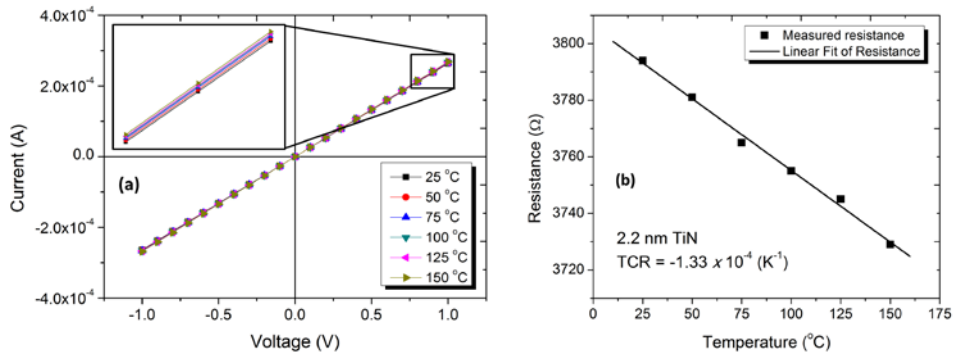 4.0x10⁻⁴
2.0x10⁻⁴
0.0
-2.0x10⁻⁴
-4.0x10⁻⁴
Current (A)
(a)
25 °C
50 °C
75 °C
100 °C
125 °C
150 °C
-1.0
-0.5
0.0
0.5
1.0
Voltage (V)
3800
3780
3760
3740
3720
Resistance (Ω)
Measured resistance
Linear Fit of Resistance
(b)
2.2 nm TiN
TCR = -1.33 x 10⁻⁴ (K⁻¹)
0
25
50
75
100
125
150
175
Temperature (°C)